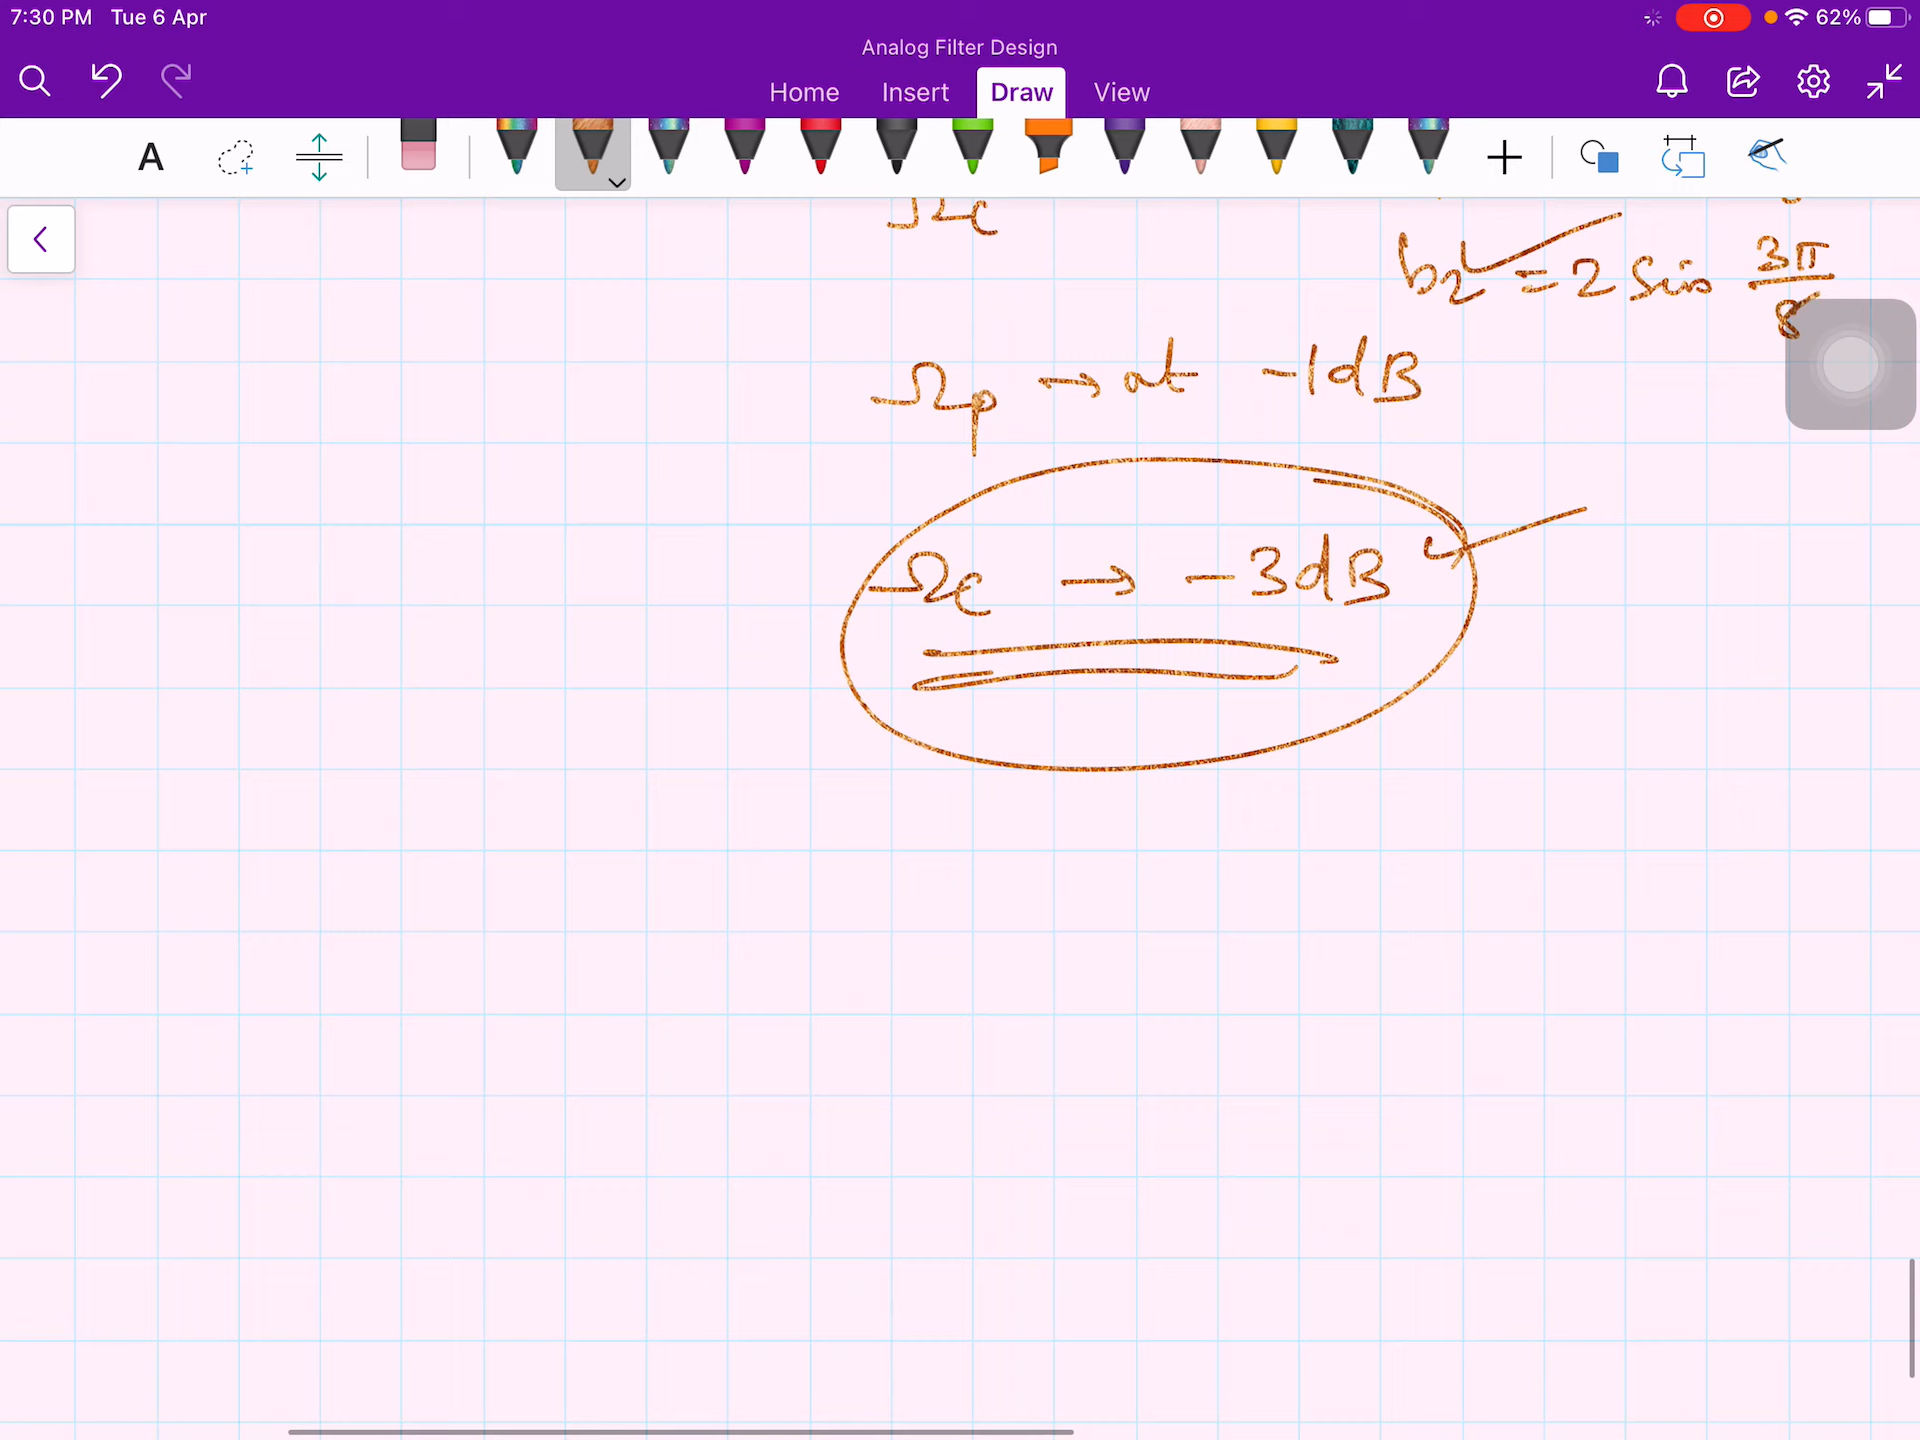 7:30 PM Tue 6 Apr
62%
Analog Filter Design
Home Insert Draw View
A
Ωc
b2 = 2 sin 3π/8
Ωp → at -1dB
Ωc → -3dB